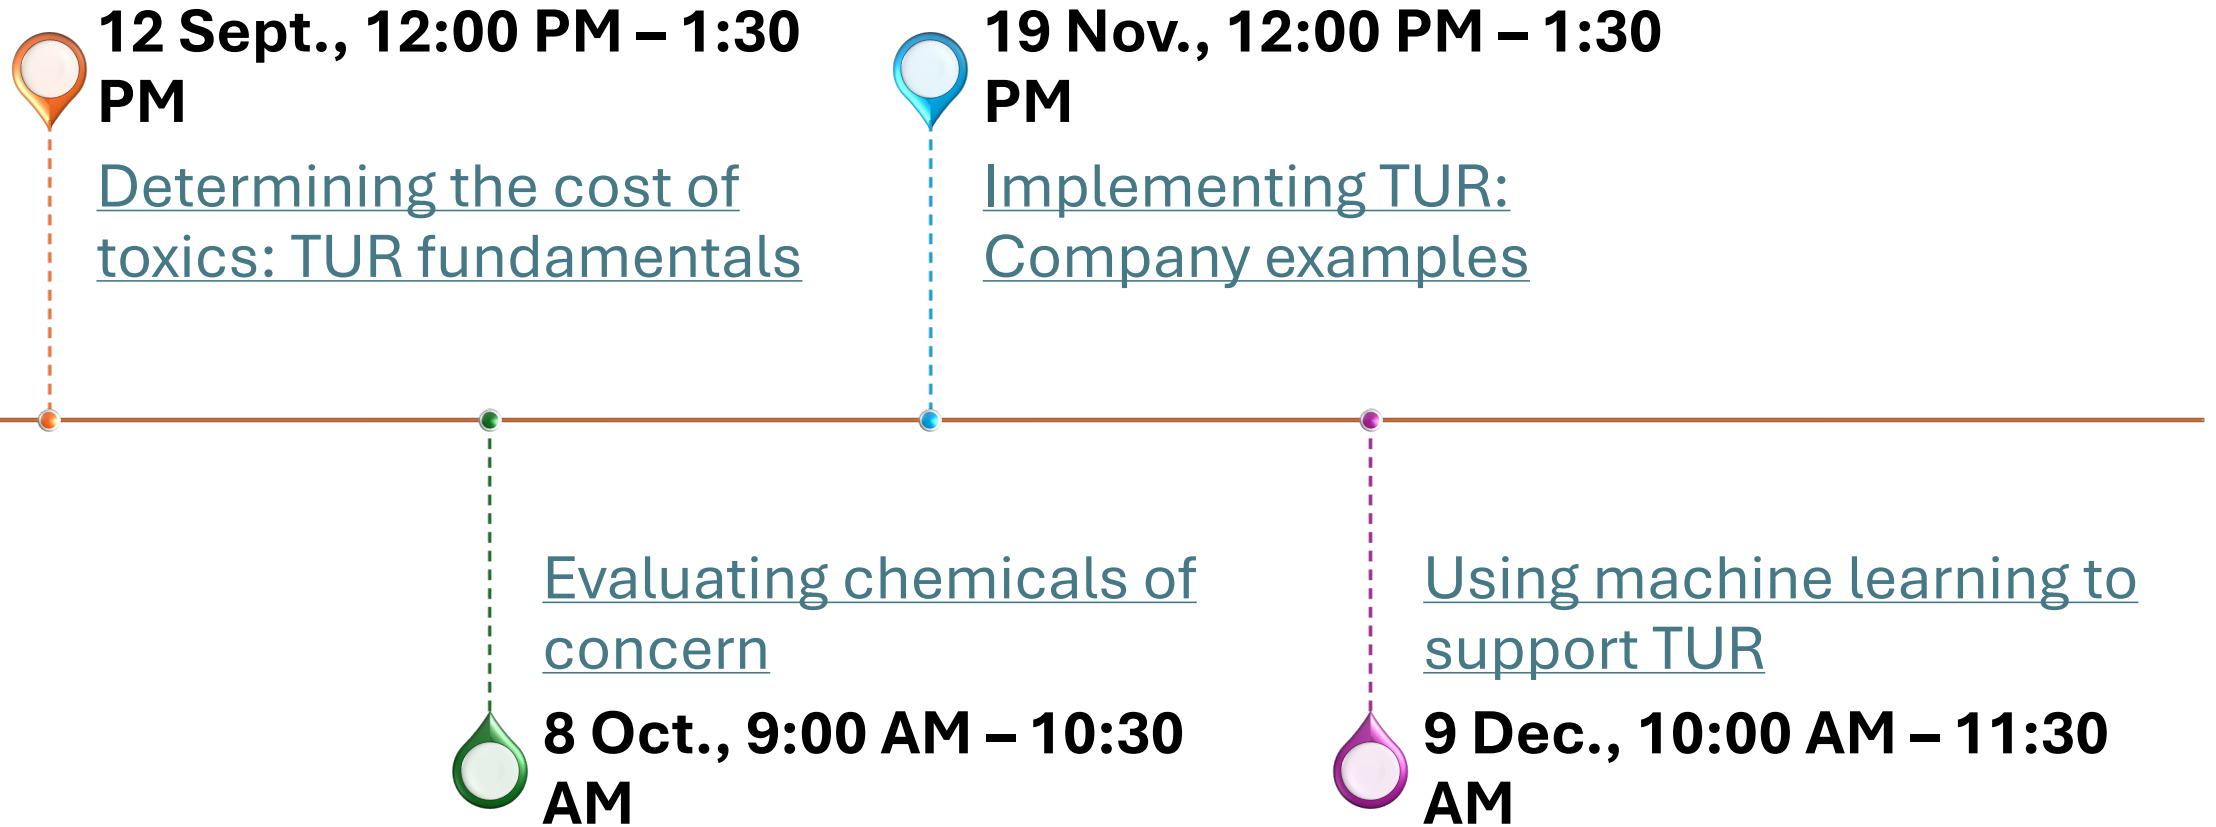 12 Sept., 12:00 PM – 1:30
PM
Determining the cost of
toxics: TUR fundamentals
19 Nov., 12:00 PM – 1:30
PM
Implementing TUR:
Company examples
Evaluating chemicals of
concern
8 Oct., 9:00 AM – 10:30
AM
Using machine learning to
support TUR
9 Dec., 10:00 AM – 11:30
AM